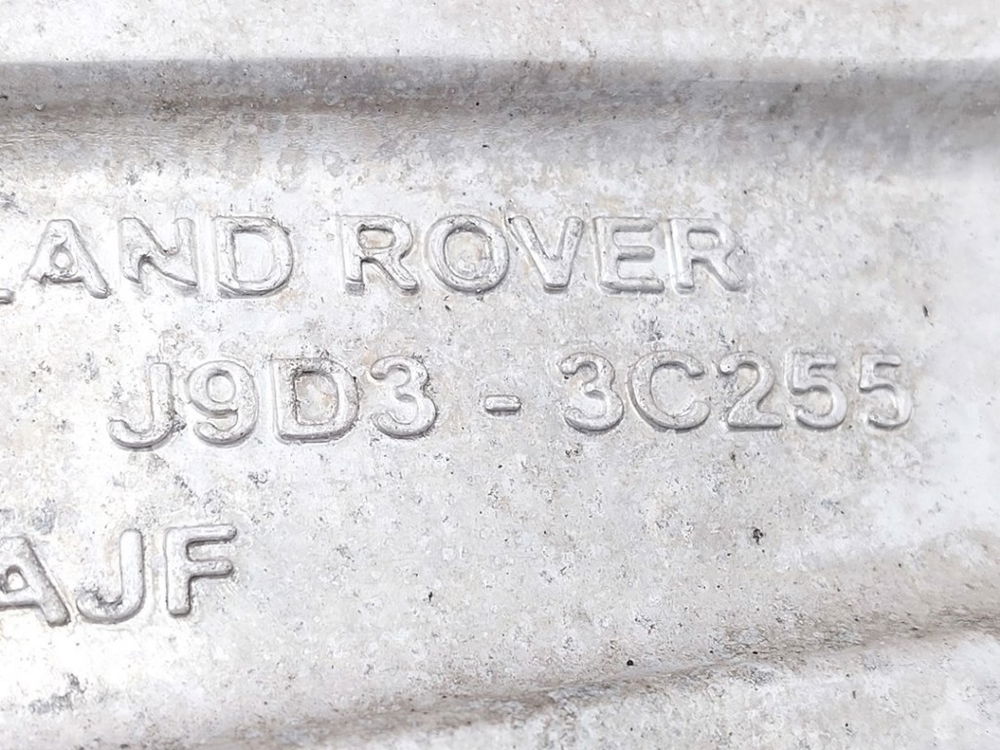 LAND ROVER
J9D3 - 3C255
AJF